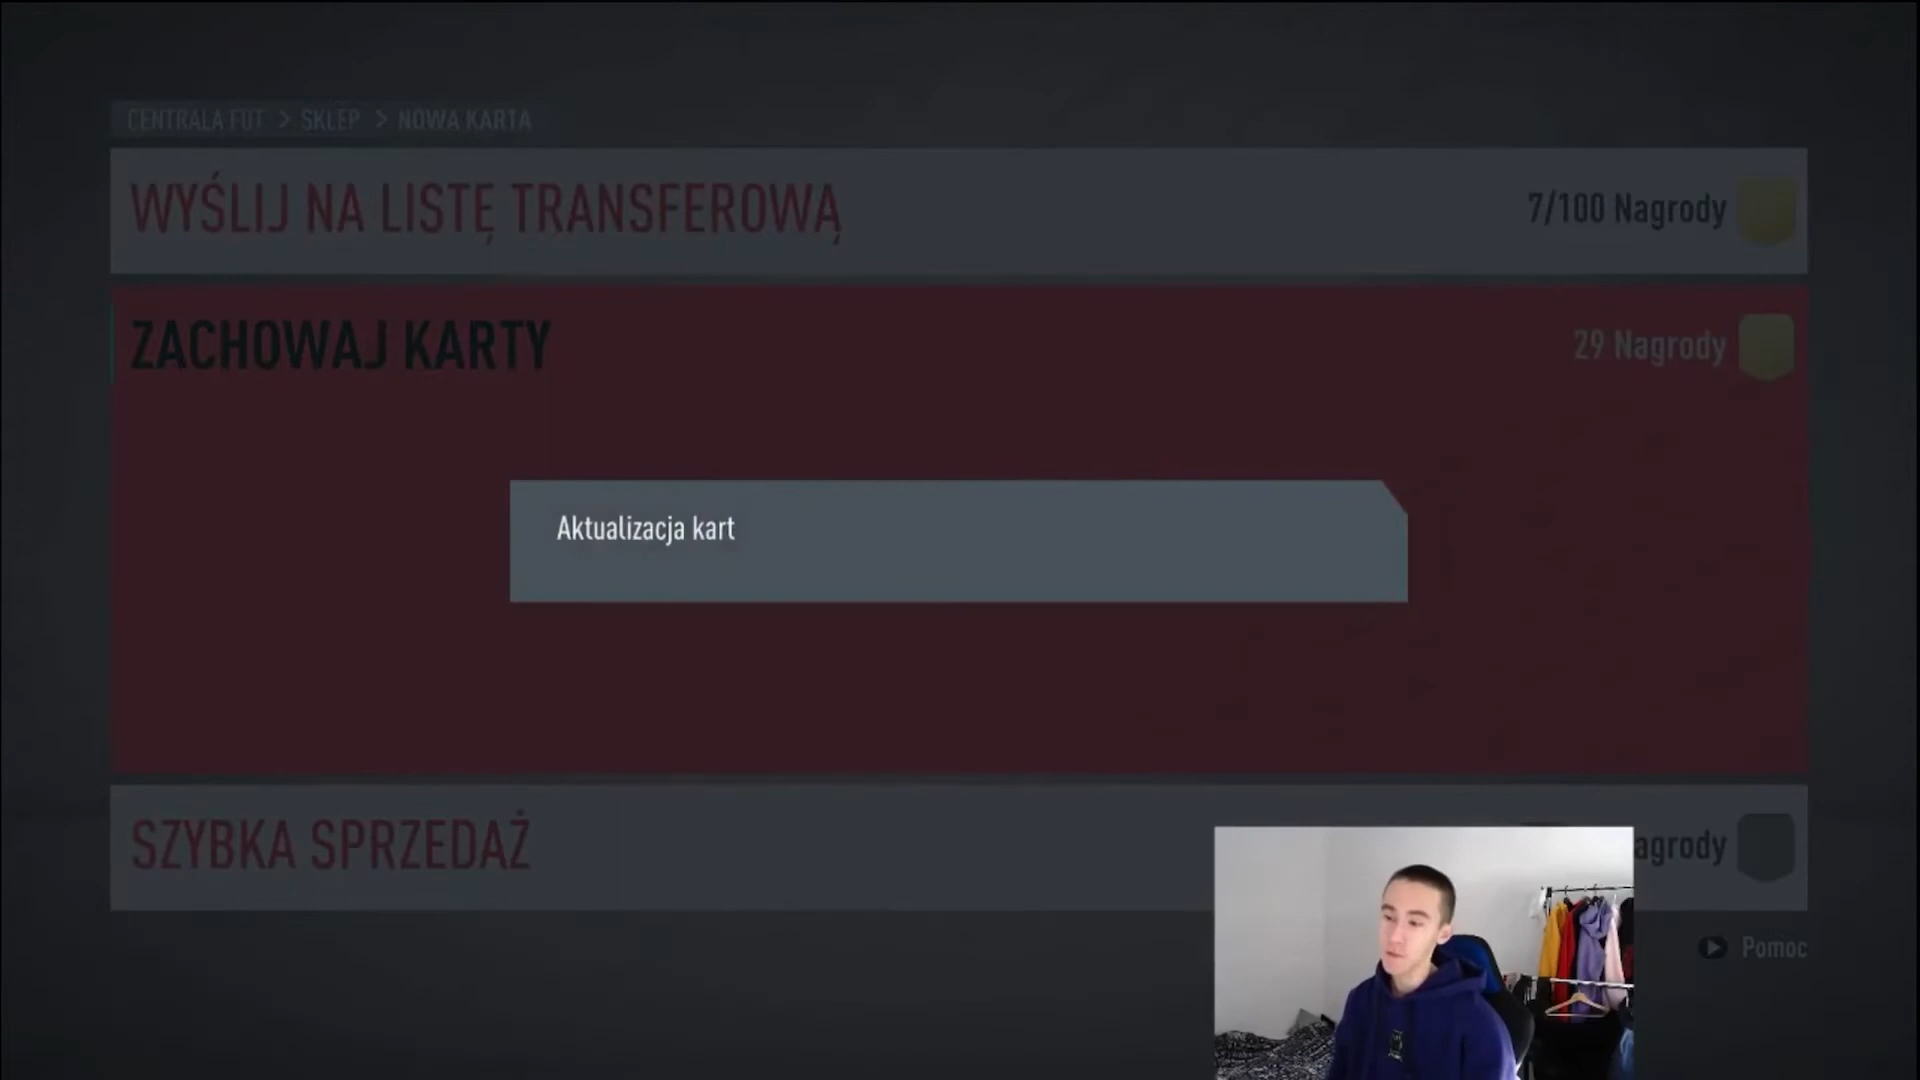 CENTRALA FUT > SKLEP > NOWA KARTA
WYŚLIJ NA LISTĘ TRANSFEROWĄ
7/100 Nagrody
ZACHOWAJ KARTY
29 Nagrody
Aktualizacja kart
SZYBKA SPRZEDAŻ
agrody
Pomoc